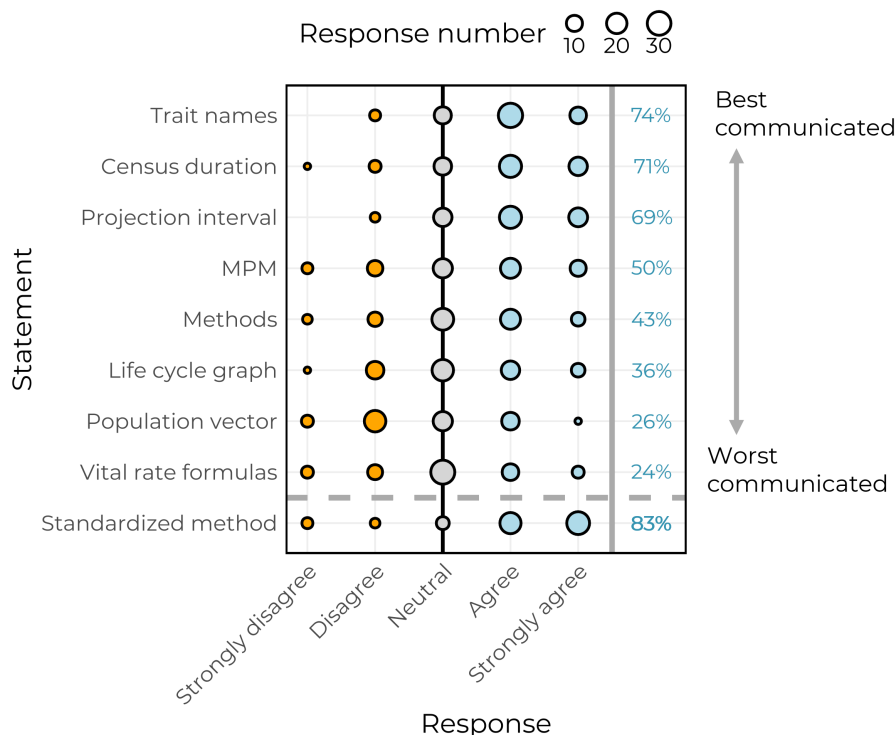 Response number
10 20 30
Statement
Trait names 74%
Census duration 71%
Projection interval 69%
MPM 50%
Methods 43%
Life cycle graph 36%
Population vector 26%
Vital rate formulas 24%
Standardized method 83%
Best
communicated
Worst
communicated
Strongly disagree
Disagree
Neutral
Agree
Strongly agree
Response